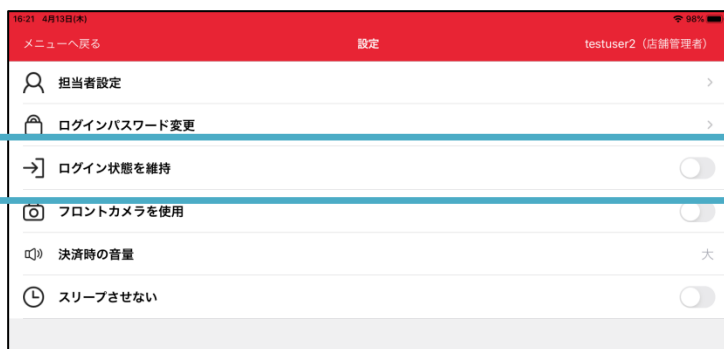 16:21 4月13日(木) 98%
メニューへ戻る 設定 testuser2（店舗管理者）
担当者設定
ログインパスワード変更
ログイン状態を維持
フロントカメラを使用
決済時の音量 大
スリープさせない